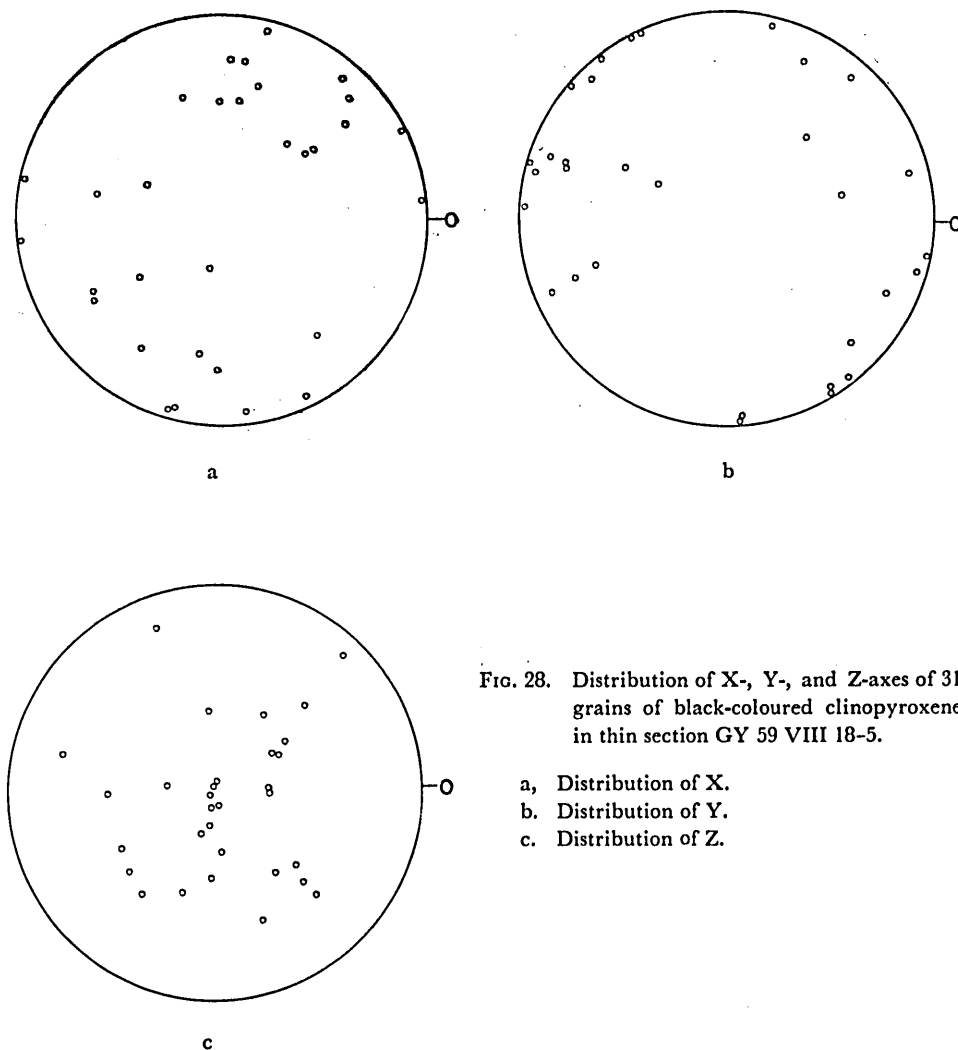 O
O
a
b
FIG. 28. Distribution of X-, Y-, and Z-axes of 31
grains of black-coloured clinopyroxene
in thin section GY 59 VIII 18-5.
O
a, Distribution of X.
b. Distribution of Y.
c. Distribution of Z.
c